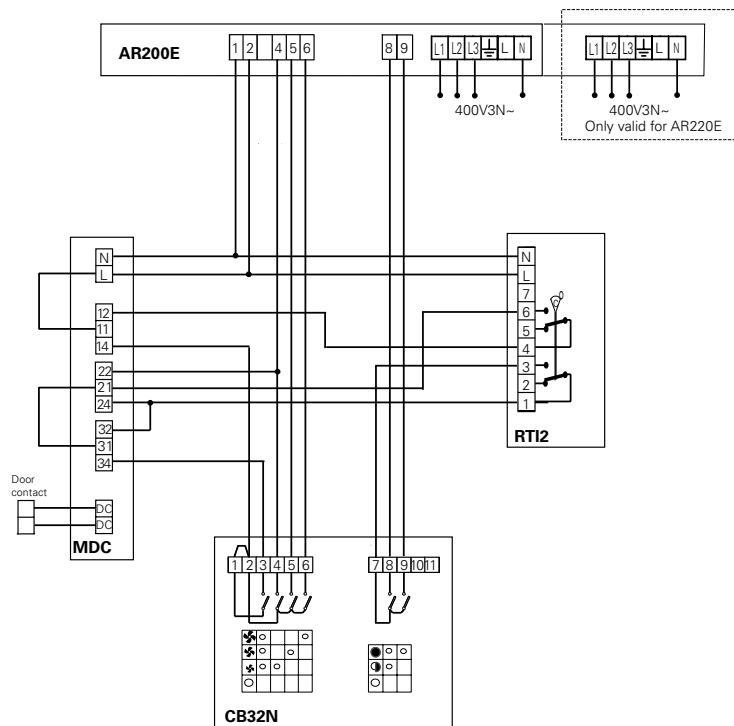 AR200E
1 2 4 5 6
8 9
L1 L2 L3 L N
L1 L2 L3 L N
400V3N~
400V3N~
Only valid for AR220E
N
L
12
11
14
22
21
24
32
31
34
DC
DC
MDC
Door
contact
N
L
7
6
5
4
3
2
1
RTI2
1 2 3 4 5 6
7 8 9 10 11
CB32N